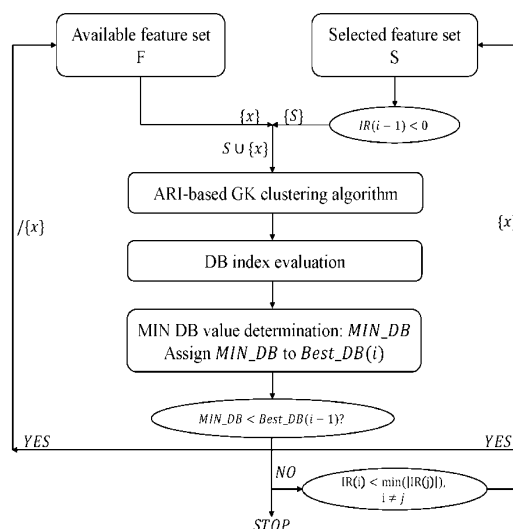 Available feature set
F
Selected feature set
S
{x}
{S}
IR(i − 1) < 0
S ∪ {x}
ARI-based GK clustering algorithm
/{x}
{x}
DB index evaluation
MIN DB value determination: MIN_DB
Assign MIN_DB to Best_DB(i)
MIN_DB < Best_DB(i − 1)?
YES
YES
NO
IR(i) < min(|IR(j)|),
i ≠ j
STOP